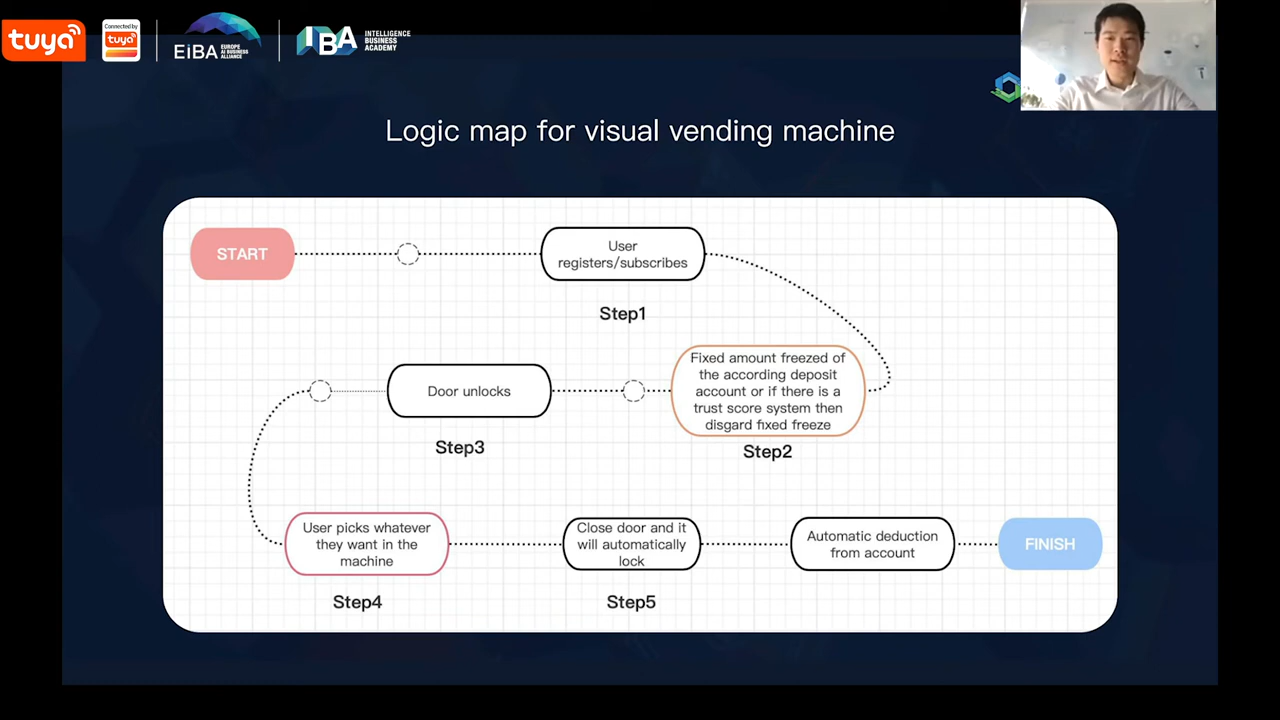 tuya
Connected by
tuya
EiBA
EUROPE
AI BUSINESS
ALLIANCE
IBA
INTELLIGENCE
BUSINESS
ACADEMY
Logic map for visual vending machine
START
User
registers/subscribes
Step1
Fixed amount freezed of
the according deposit
account or if there is a
trust score system then
disgard fixed freeze
Step2
Door unlocks
Step3
User picks whatever
they want in the
machine
Step4
Close door and it
will automatically
lock
Step5
Automatic deduction
from account
FINISH